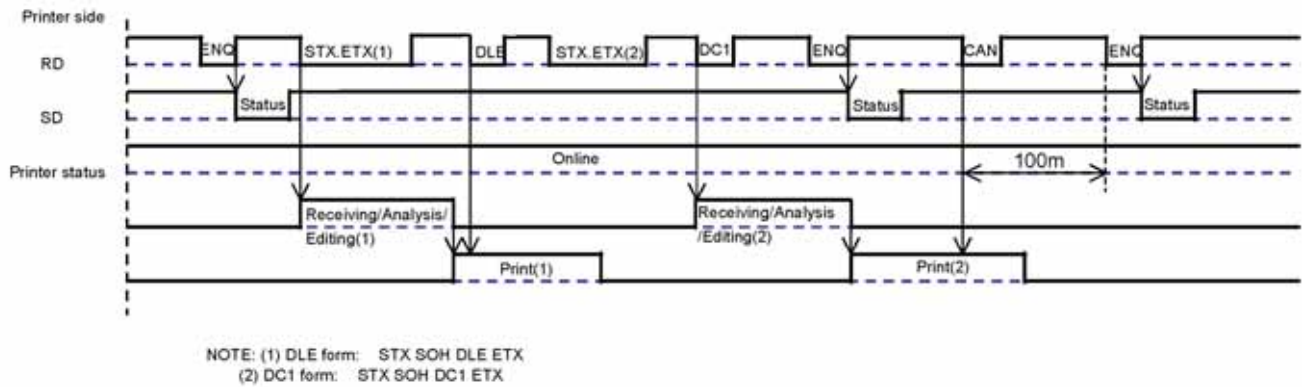 Printer side
RD
ENQ
STX.ETX(1)
DLE
STX.ETX(2)
DC1
ENQ
CAN
ENQ
SD
Status
Status
Status
Printer status
Online
100m
Receiving/Analysis/
Editing(1)
Receiving/Analysis
/Editing(2)
Print(1)
Print(2)
NOTE: (1) DLE form: STX SOH DLE ETX
(2) DC1 form: STX SOH DC1 ETX